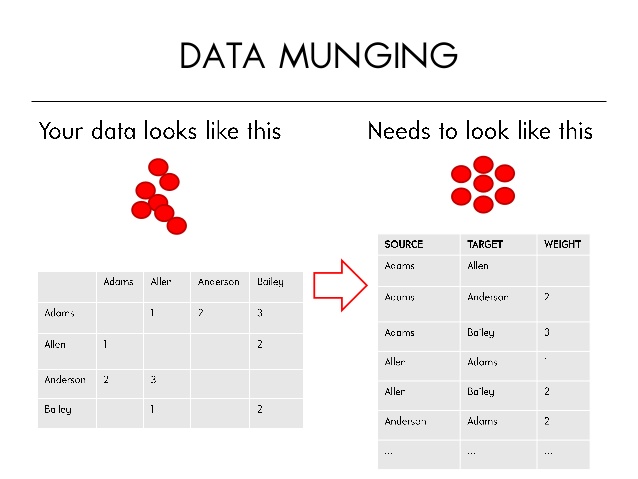 DATA MUNGING
Your data looks like this
Needs to look like this
Adams Allen Anderson Bailey
Adams 1 2 3
Allen 1 2
Anderson 2 3
Bailey 1 2
SOURCE TARGET WEIGHT
Adams Allen
Adams Anderson 2
Adams Bailey 3
Allen Adams 1
Allen Bailey 2
Anderson Adams 2
... ... ...